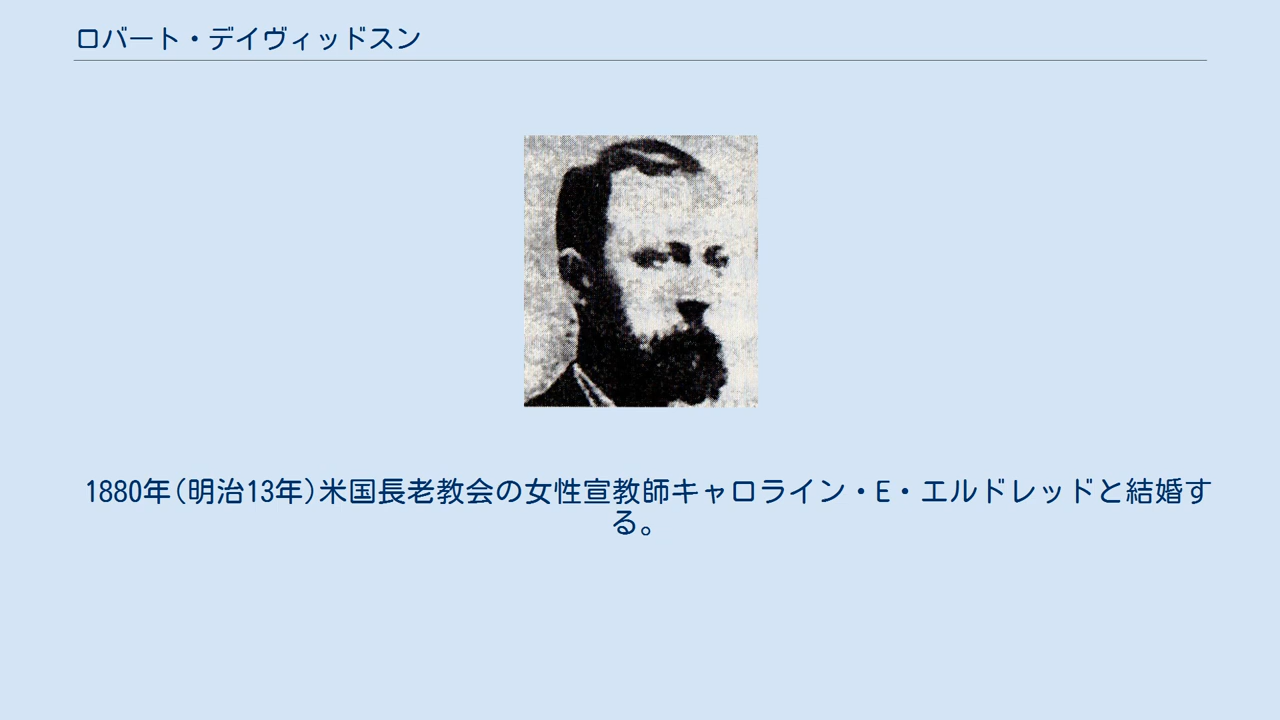 ロバート・デイヴィッドスン
1880年(明治13年)米国長老教会の女性宣教師キャロライン・E・エルドレッドと結婚す
る。